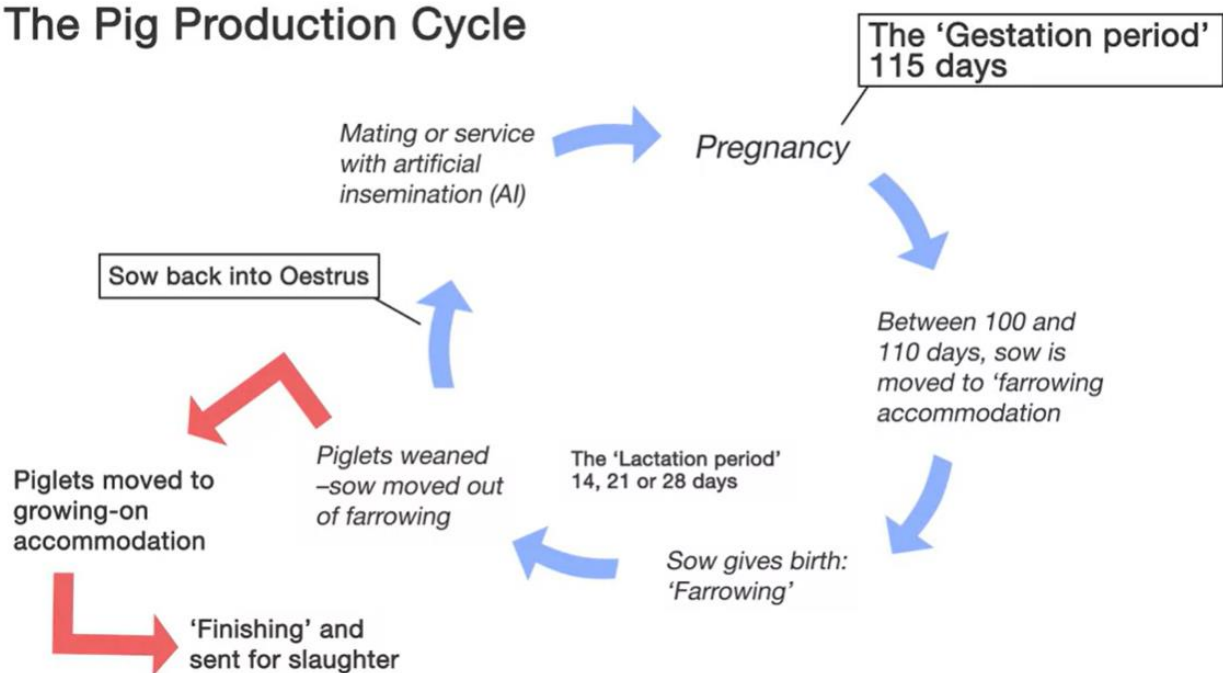 The Pig Production Cycle
The ‘Gestation period’
115 days
Mating or service
with artificial
insemination (AI)
Pregnancy
Sow back into Oestrus
Between 100 and
110 days, sow is
moved to ‘farrowing
accommodation
Piglets weaned
–sow moved out
of farrowing
The ‘Lactation period’
14, 21 or 28 days
Piglets moved to
growing-on
accommodation
Sow gives birth:
‘Farrowing’
‘Finishing’ and
sent for slaughter